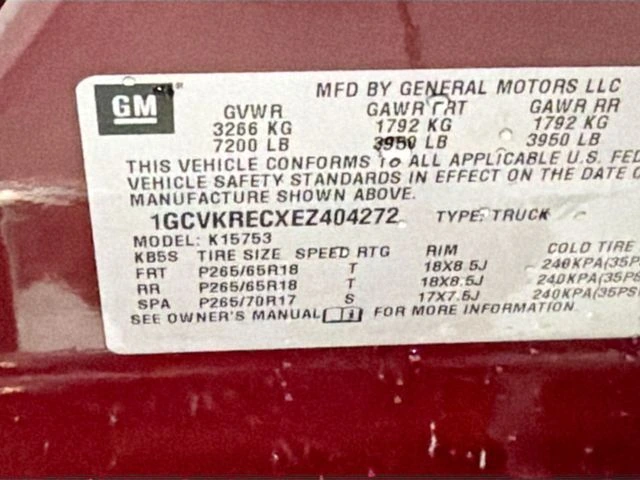 MFD BY GENERAL MOTORS LLC
GM
GVWR GAWR FRT GAWR RR
3266 KG 1792 KG 1792 KG
7200 LB 3950 LB 3950 LB
THIS VEHICLE CONFORMS TO ALL APPLICABLE U.S. FED
VEHICLE SAFETY STANDARDS IN EFFECT ON THE DATE O
MANUFACTURE SHOWN ABOVE.
1GCVKRECXEZ404272 TYPE: TRUCK
MODEL: K15753
KB5S TIRE SIZE SPEED RTG RIM COLD TIRE
FRT P265/65R18 T 18X8.5J 240KPA(35PS
RR P265/65R18 T 18X8.5J 240KPA(35PS
SPA P265/70R17 S 17X7.5J 240KPA(35PSI
SEE OWNER'S MANUAL FOR MORE INFORMATION.